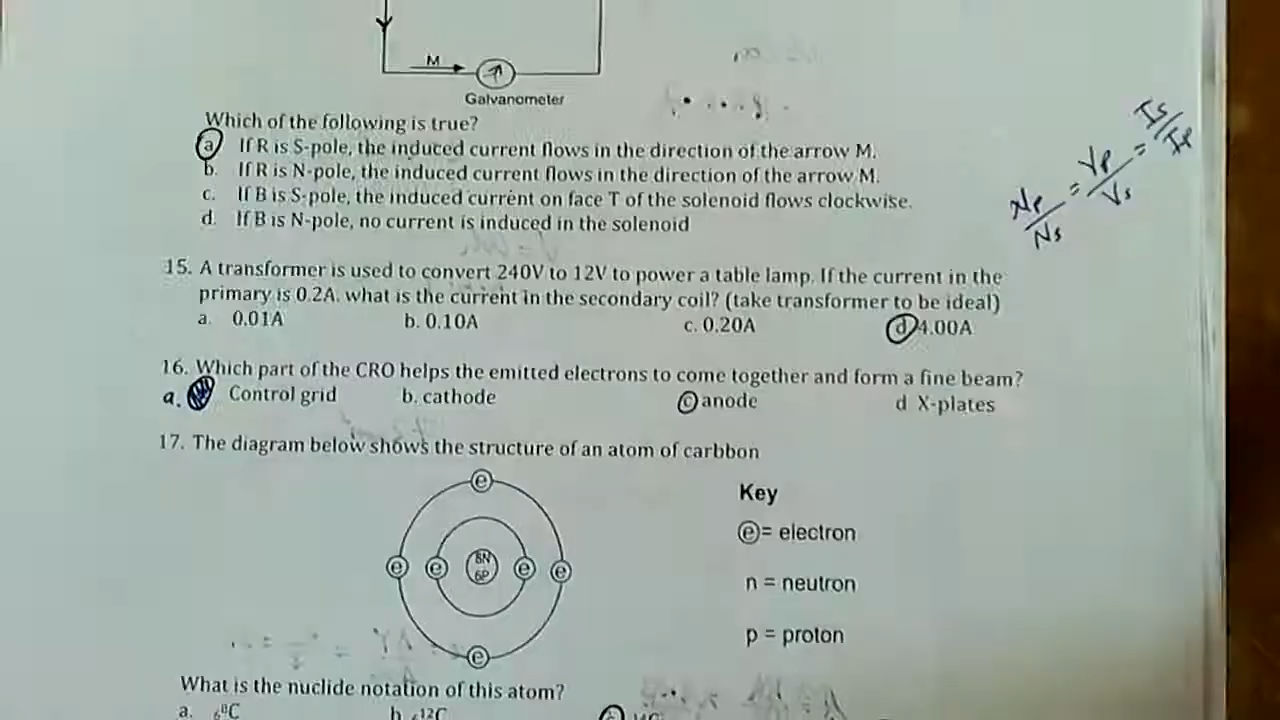 M
Galvanometer
Which of the following is true?
a If R is S-pole, the induced current flows in the direction of the arrow M.
b. If R is N-pole, the induced current flows in the direction of the arrow M.
c. If B is S-pole, the induced current on face T of the solenoid flows clockwise.
d. If B is N-pole, no current is induced in the solenoid
Np/Ns = Vp/Vs = Is/Ip
15. A transformer is used to convert 240V to 12V to power a table lamp. If the current in the
primary is 0.2A. what is the current in the secondary coil? (take transformer to be ideal)
a. 0.01A b. 0.10A c. 0.20A d 4.00A
16. Which part of the CRO helps the emitted electrons to come together and form a fine beam?
a. Control grid b. cathode c anode d X-plates
17. The diagram below shows the structure of an atom of carbbon
e
e e 8N 6P e e
e
Key
e = electron
n = neutron
p = proton
What is the nuclide notation of this atom?
a. ₆⁸C b ₆¹²C